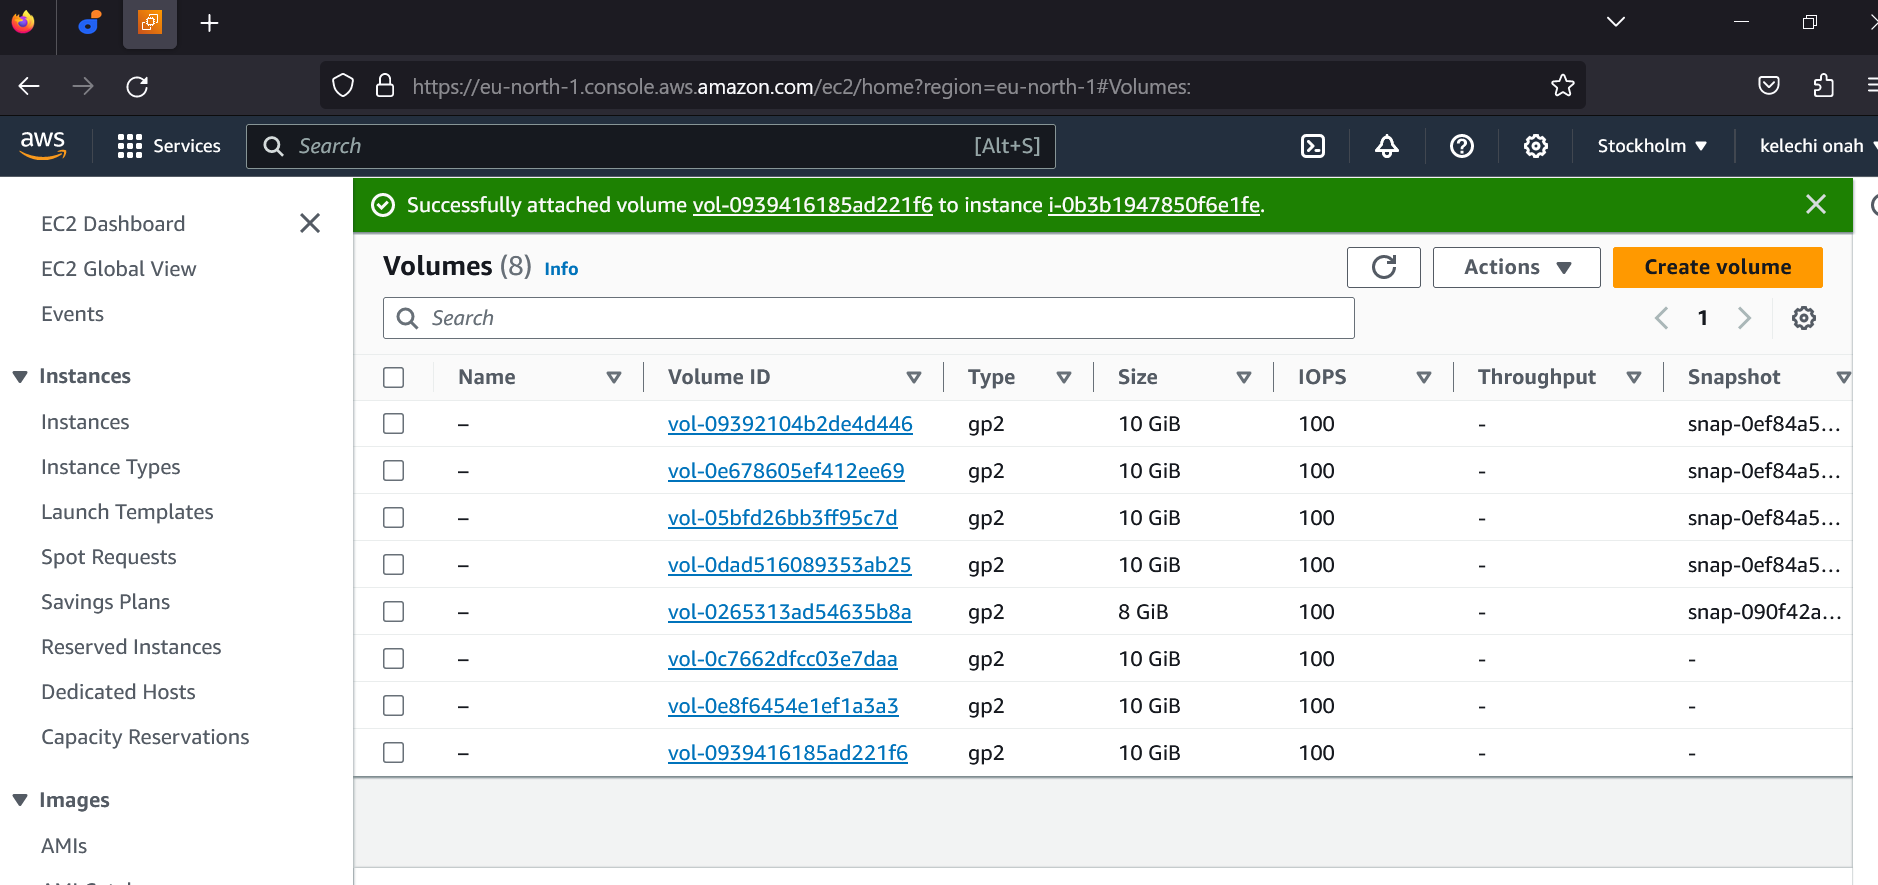 https://eu-north-1.console.aws.amazon.com/ec2/home?region=eu-north-1#Volumes:
aws
Services
Search
[Alt+S]
Stockholm
kelechi onah
EC2 Dashboard
EC2 Global View
Events
Instances
Instances
Instance Types
Launch Templates
Spot Requests
Savings Plans
Reserved Instances
Dedicated Hosts
Capacity Reservations
Images
AMIs
Successfully attached volume vol-0939416185ad221f6 to instance i-0b3b1947850f6e1fe.
Volumes (8) Info
Actions
Create volume
Search
1
Name Volume ID Type Size IOPS Throughput Snapshot
– vol-09392104b2de4d446 gp2 10 GiB 100 - snap-0ef84a5...
– vol-0e678605ef412ee69 gp2 10 GiB 100 - snap-0ef84a5...
– vol-05bfd26bb3ff95c7d gp2 10 GiB 100 - snap-0ef84a5...
– vol-0dad516089353ab25 gp2 10 GiB 100 - snap-0ef84a5...
– vol-0265313ad54635b8a gp2 8 GiB 100 - snap-090f42a...
– vol-0c7662dfcc03e7daa gp2 10 GiB 100 - -
– vol-0e8f6454e1ef1a3a3 gp2 10 GiB 100 - -
– vol-0939416185ad221f6 gp2 10 GiB 100 - -